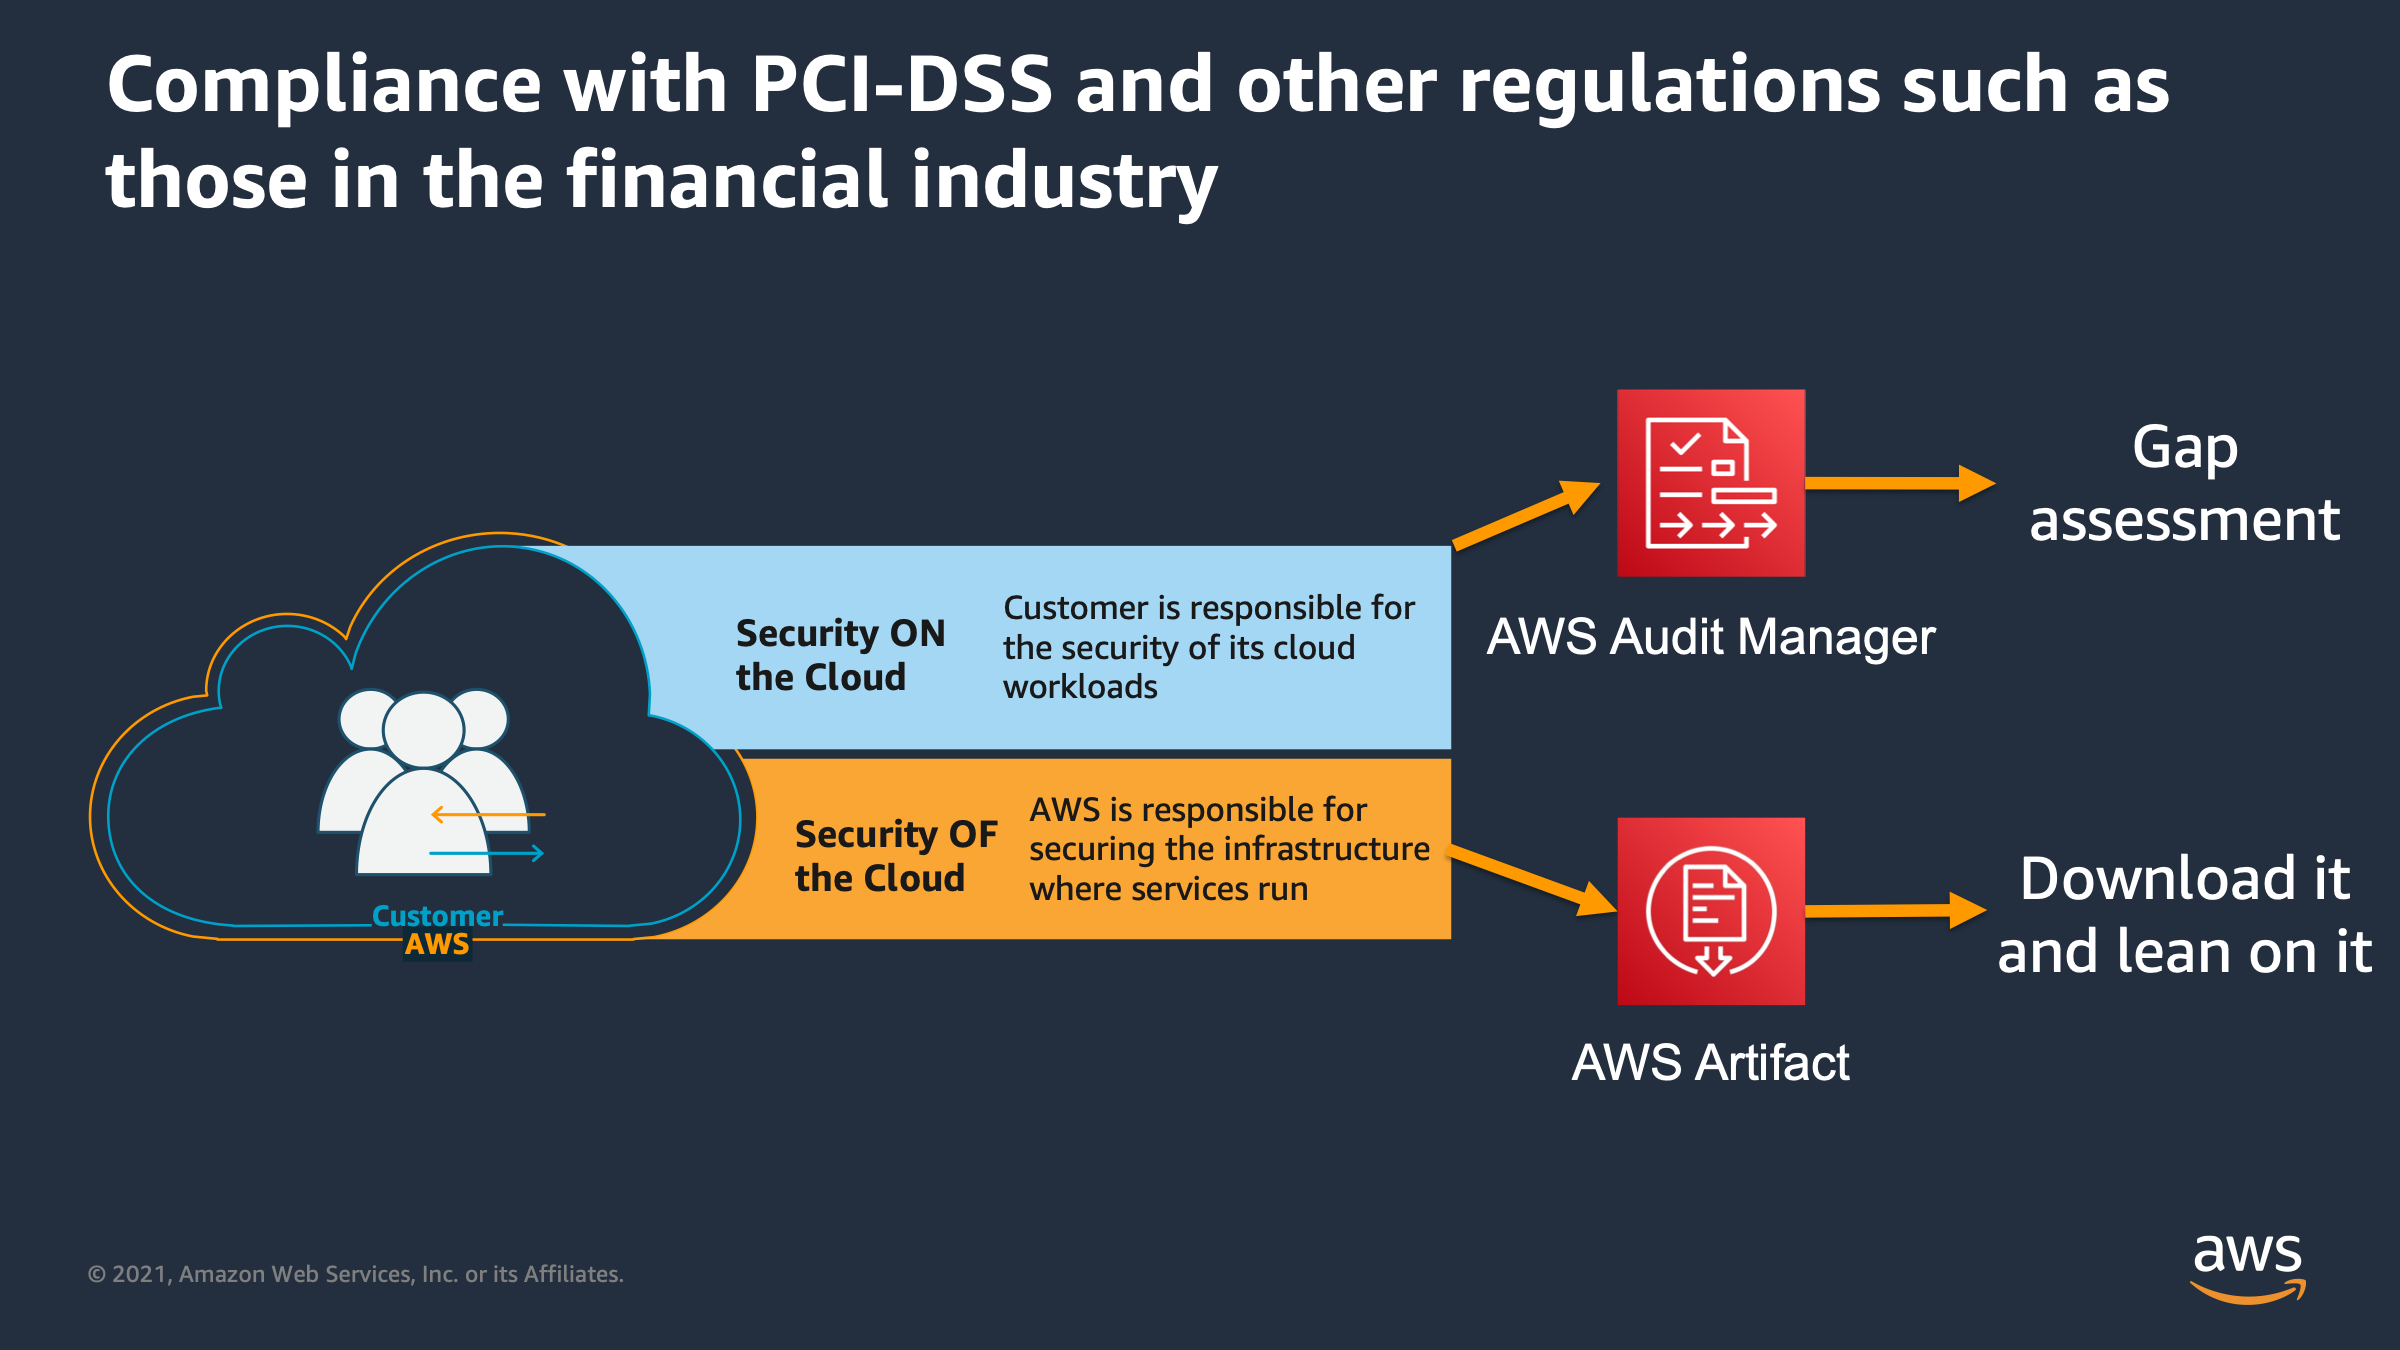 Compliance with PCI-DSS and other regulations such as
those in the financial industry
Gap
assessment
AWS Audit Manager
Security ON
the Cloud
Customer is responsible for
the security of its cloud
workloads
Security OF
the Cloud
AWS is responsible for
securing the infrastructure
where services run
Customer
AWS
Download it
and lean on it
AWS Artifact
© 2021, Amazon Web Services, Inc. or its Affiliates.
aws